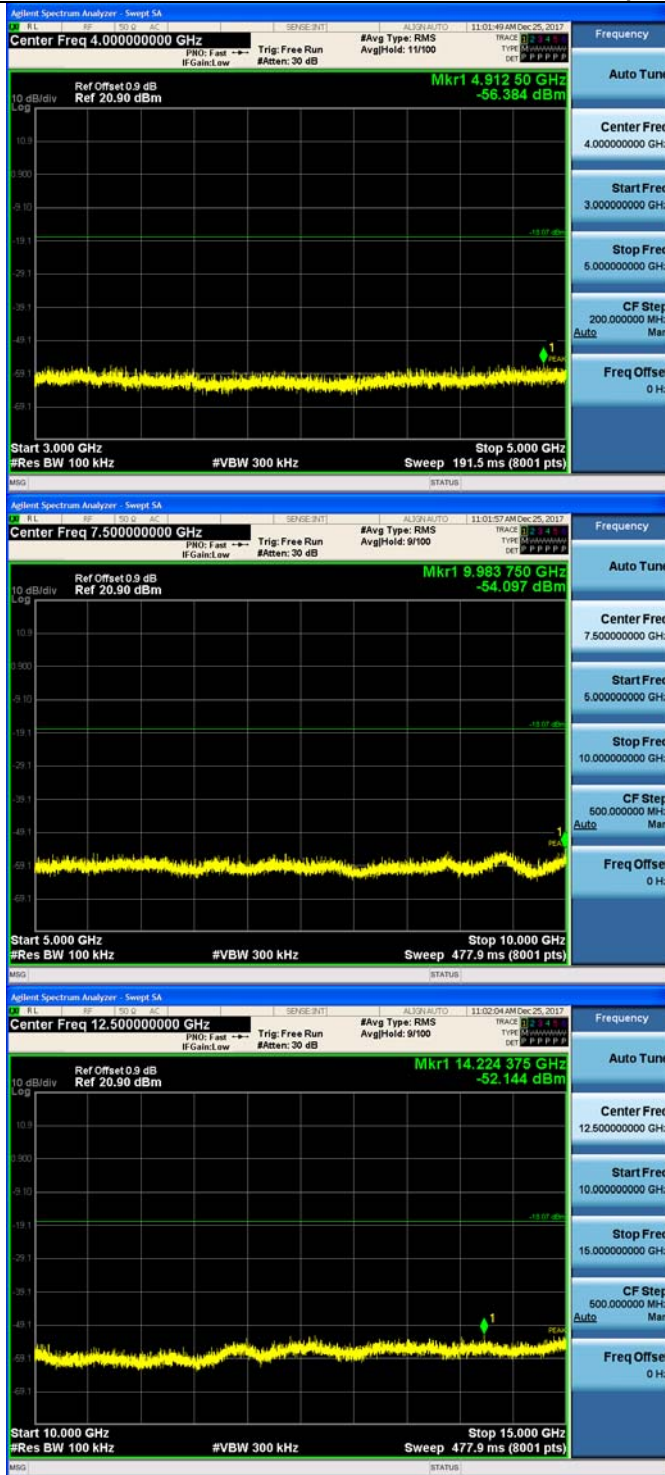 Agilent Spectrum Analyzer - Swept SA
RL RF 50 Ω AC SENSE:INT ALIGN AUTO 11:01:49 AM Dec 25, 2017
Center Freq 4.000000000 GHz
PNO: Fast Trig: Free Run
IFGain:Low #Atten: 30 dB
#Avg Type: RMS
Avg|Hold: 11/100
TRACE 1 2 3 4 5 6
TYPE
DET P P P P P P
Mkr1 4.912 50 GHz
-56.384 dBm
Ref Offset 0.9 dB
10 dB/div Ref 20.90 dBm
Log
10.9
0.900
-9.10
-19.1
-29.1
-39.1
-49.1
-59.1
-69.1
1
PEAK
Start 3.000 GHz Stop 5.000 GHz
#Res BW 100 kHz #VBW 300 kHz Sweep 191.5 ms (8001 pts)
MSG STATUS
Frequency
Auto Tune
Center Freq
4.000000000 GHz
Start Freq
3.000000000 GHz
Stop Freq
5.000000000 GHz
CF Step
200.000000 MHz
Auto Man
Freq Offset
0 Hz
Agilent Spectrum Analyzer - Swept SA
RL RF 50 Ω AC SENSE:INT ALIGN AUTO 11:01:57 AM Dec 25, 2017
Center Freq 7.500000000 GHz
PNO: Fast Trig: Free Run
IFGain:Low #Atten: 30 dB
#Avg Type: RMS
Avg|Hold: 9/100
TRACE 1 2 3 4 5 6
TYPE
DET P P P P P P
Mkr1 9.983 750 GHz
-54.097 dBm
Ref Offset 0.9 dB
10 dB/div Ref 20.90 dBm
Log
10.9
0.900
-9.10
-19.1
-29.1
-39.1
-49.1
-59.1
-69.1
1
PEAK
Start 5.000 GHz Stop 10.000 GHz
#Res BW 100 kHz #VBW 300 kHz Sweep 477.9 ms (8001 pts)
MSG STATUS
Frequency
Auto Tune
Center Freq
7.500000000 GHz
Start Freq
5.000000000 GHz
Stop Freq
10.000000000 GHz
CF Step
500.000000 MHz
Auto Man
Freq Offset
0 Hz
Agilent Spectrum Analyzer - Swept SA
RL RF 50 Ω AC SENSE:INT ALIGN AUTO 11:02:04 AM Dec 25, 2017
Center Freq 12.500000000 GHz
PNO: Fast Trig: Free Run
IFGain:Low #Atten: 30 dB
#Avg Type: RMS
Avg|Hold: 9/100
TRACE 1 2 3 4 5 6
TYPE
DET P P P P P P
Mkr1 14.224 375 GHz
-52.144 dBm
Ref Offset 0.9 dB
10 dB/div Ref 20.90 dBm
Log
10.9
0.900
-9.10
-19.1
-29.1
-39.1
-49.1
-59.1
-69.1
1
PEAK
Start 10.000 GHz Stop 15.000 GHz
#Res BW 100 kHz #VBW 300 kHz Sweep 477.9 ms (8001 pts)
MSG STATUS
Frequency
Auto Tune
Center Freq
12.500000000 GHz
Start Freq
10.000000000 GHz
Stop Freq
15.000000000 GHz
CF Step
500.000000 MHz
Auto Man
Freq Offset
0 Hz